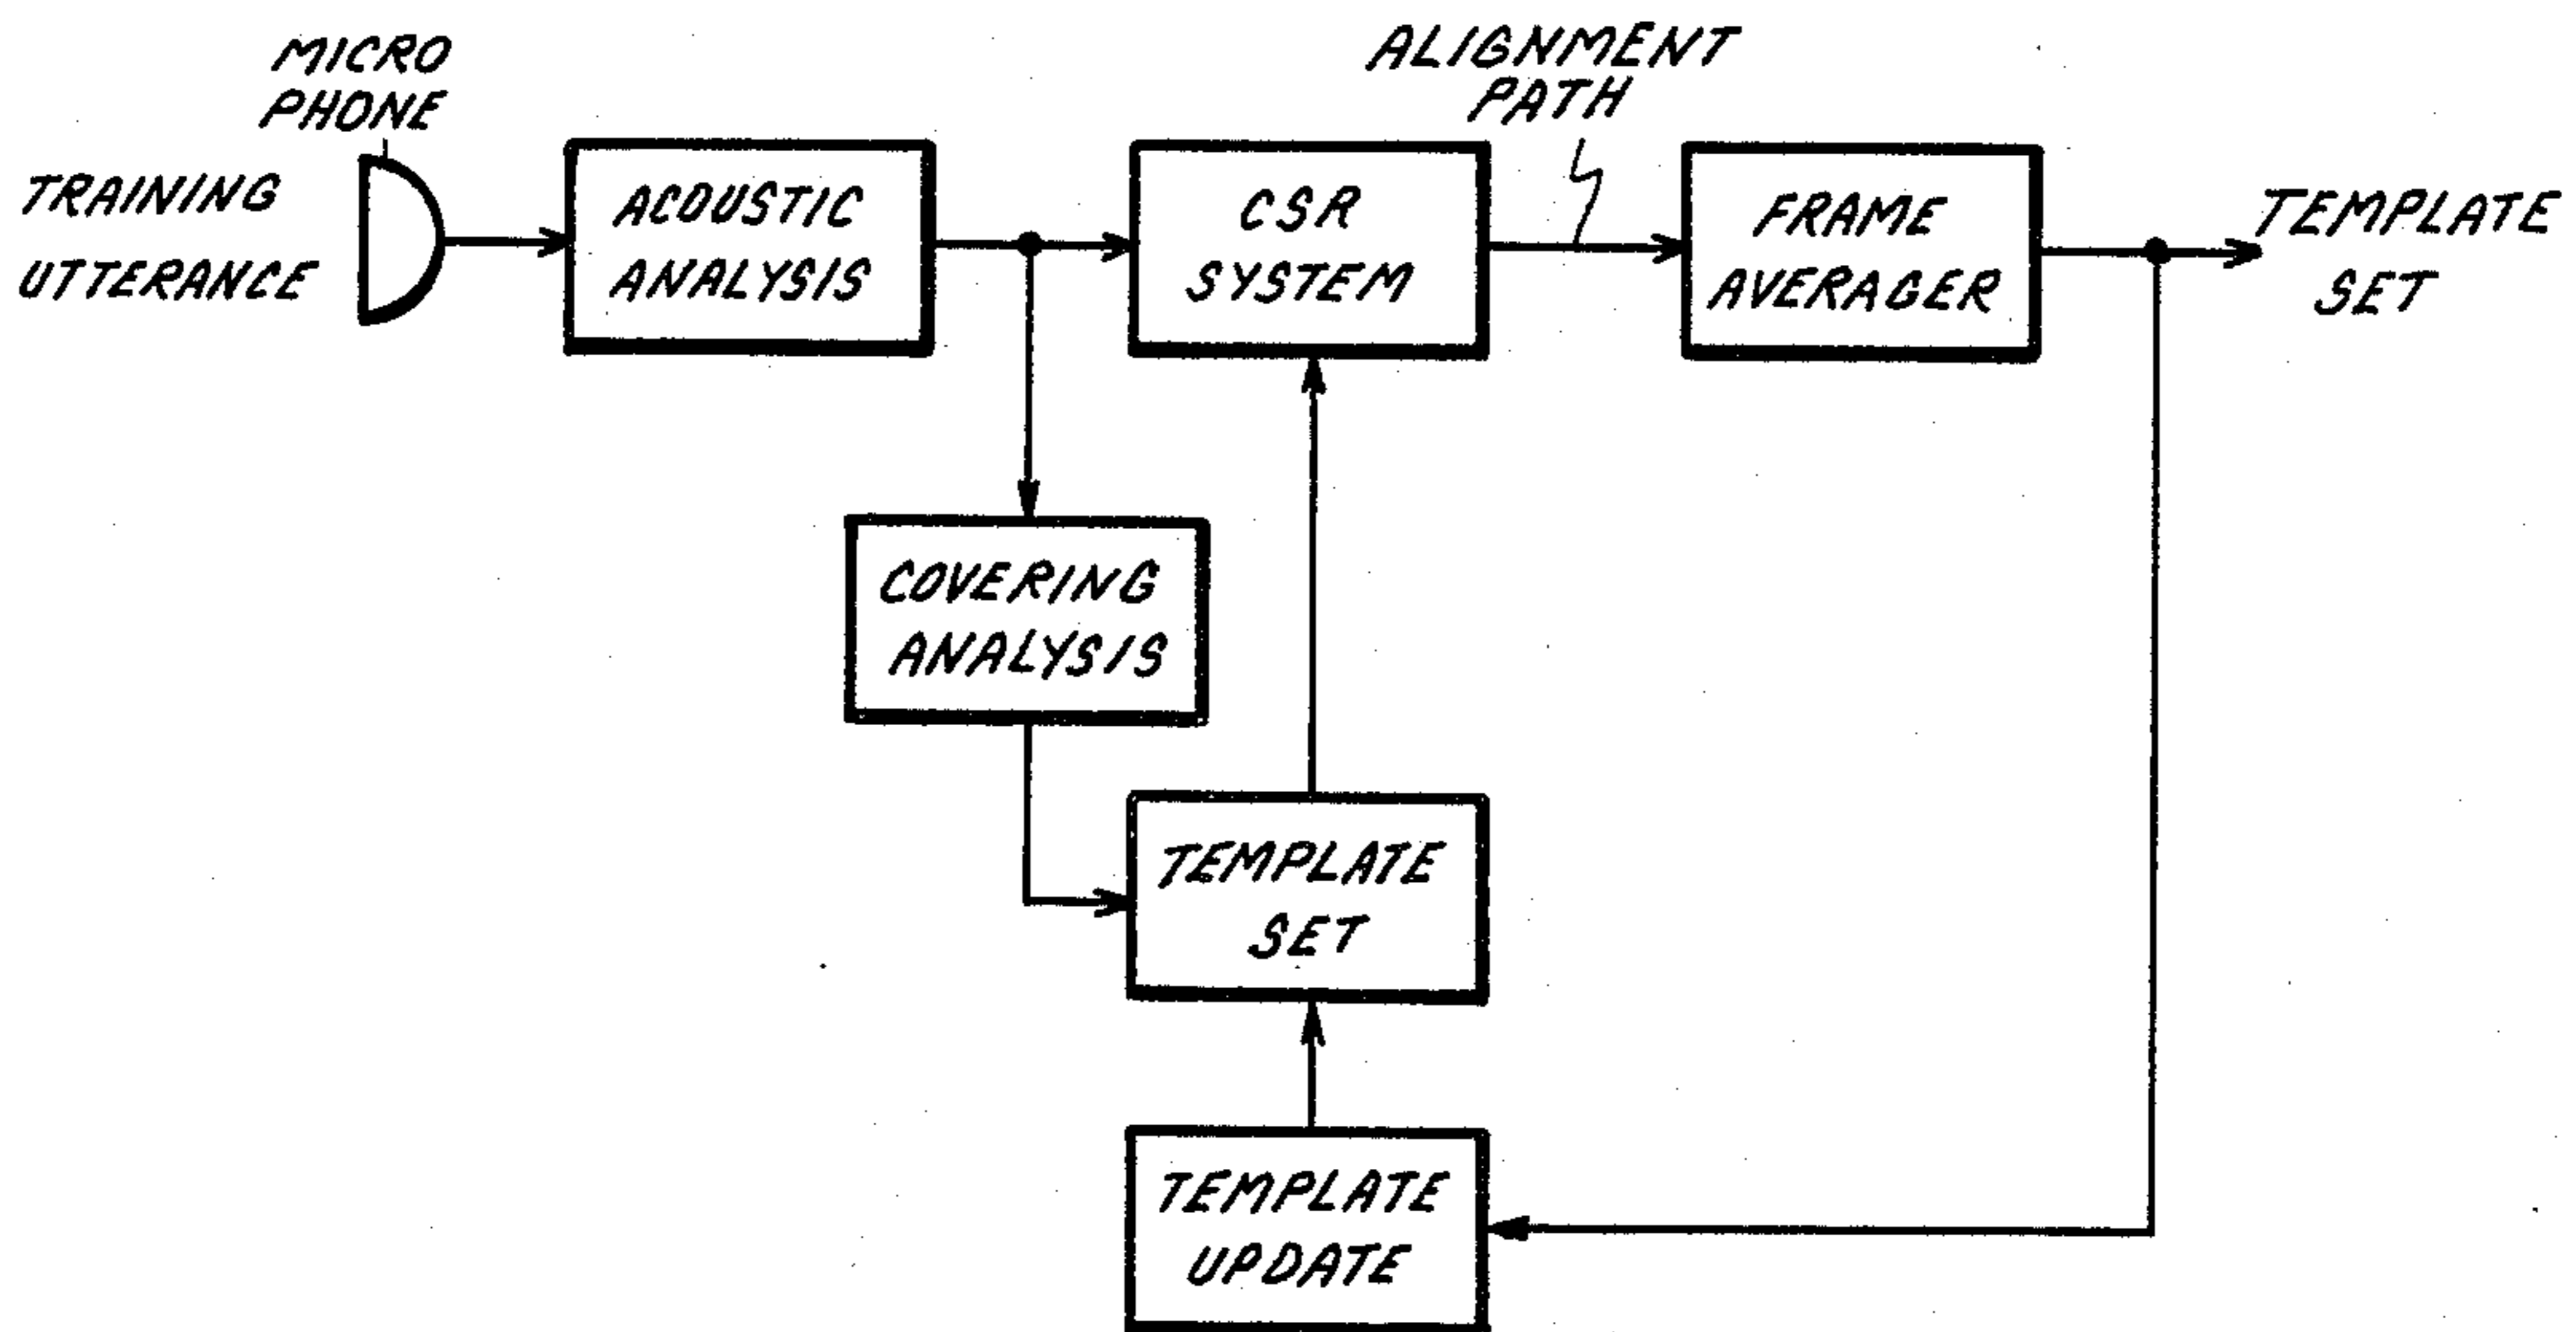 MICRO
PHONE
TRAINING
UTTERANCE
ACOUSTIC
ANALYSIS
CSR
SYSTEM
ALIGNMENT
PATH
FRAME
AVERAGER
TEMPLATE
SET
COVERING
ANALYSIS
TEMPLATE
SET
TEMPLATE
UPDATE